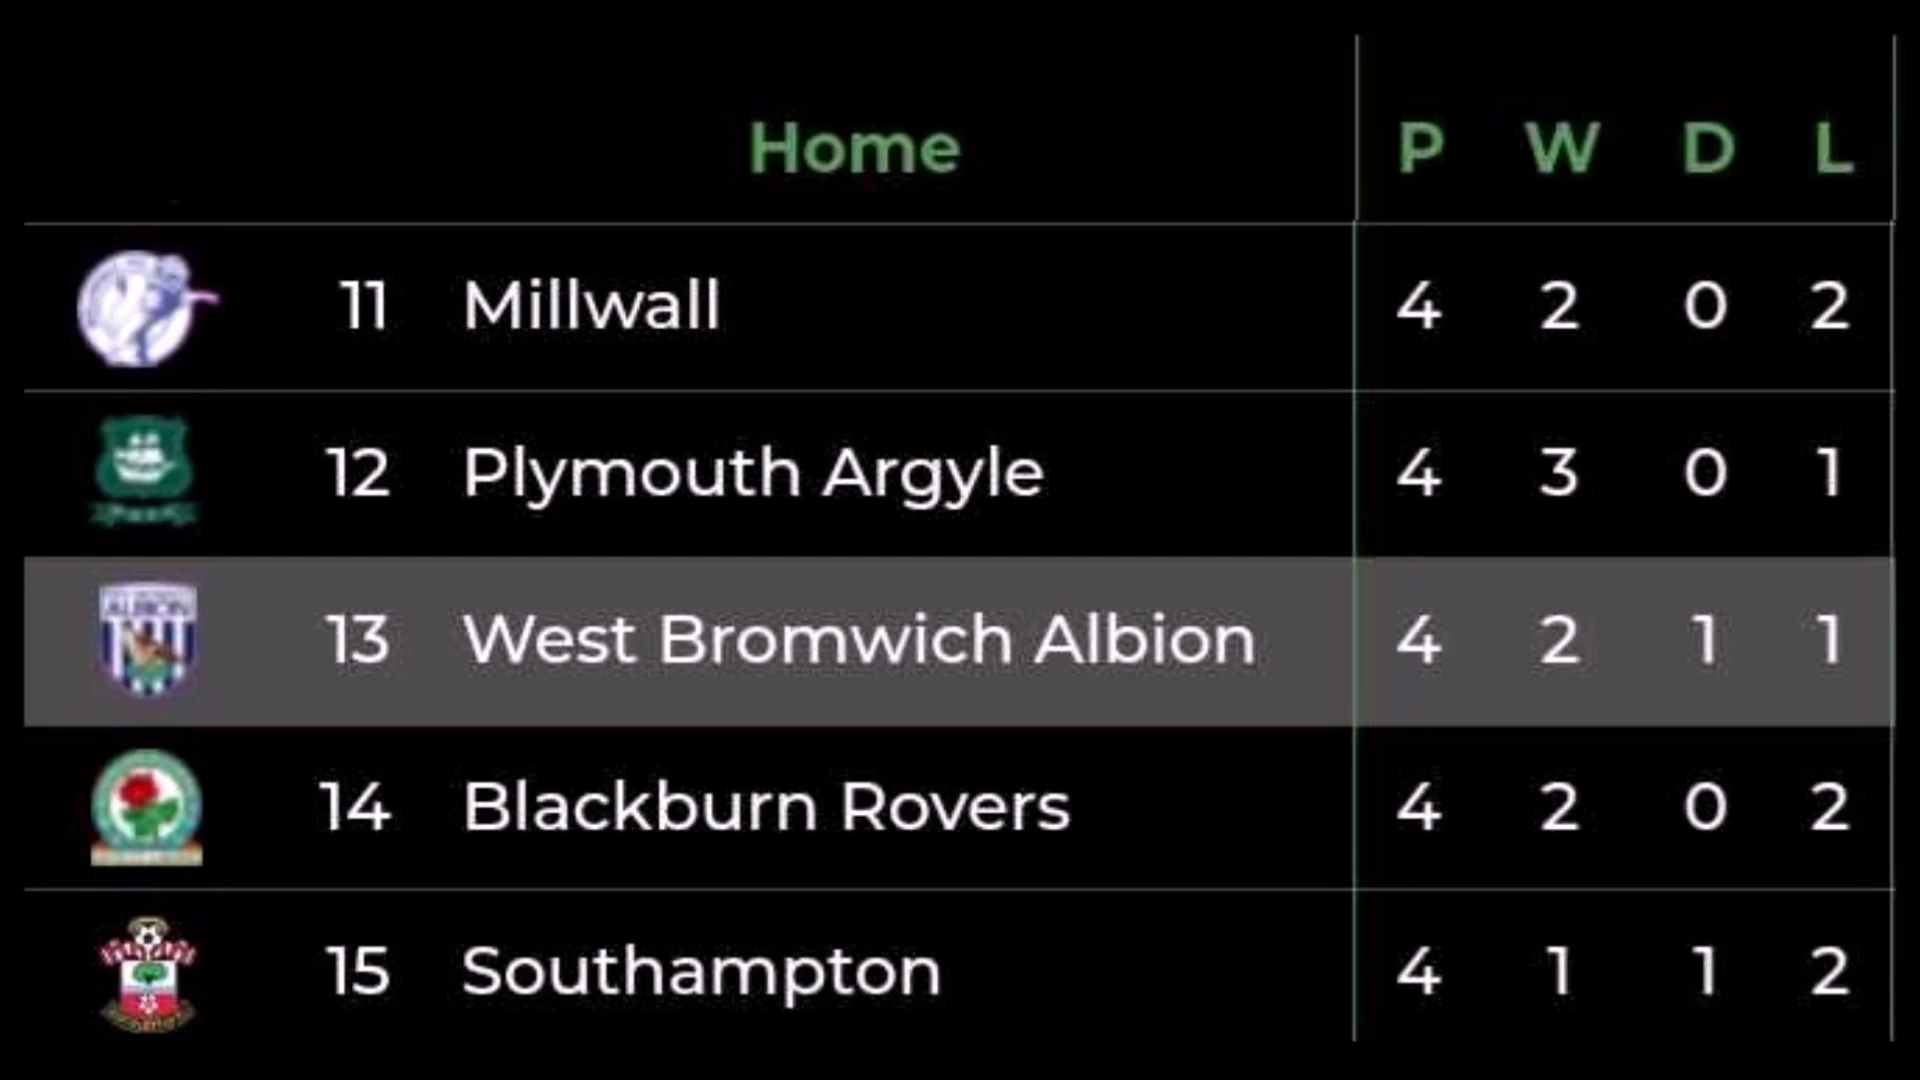 Home P W D L
11 Millwall 4 2 0 2
12 Plymouth Argyle 4 3 0 1
ALBION
13 West Bromwich Albion 4 2 1 1
14 Blackburn Rovers 4 2 0 2
15 Southampton 4 1 1 2